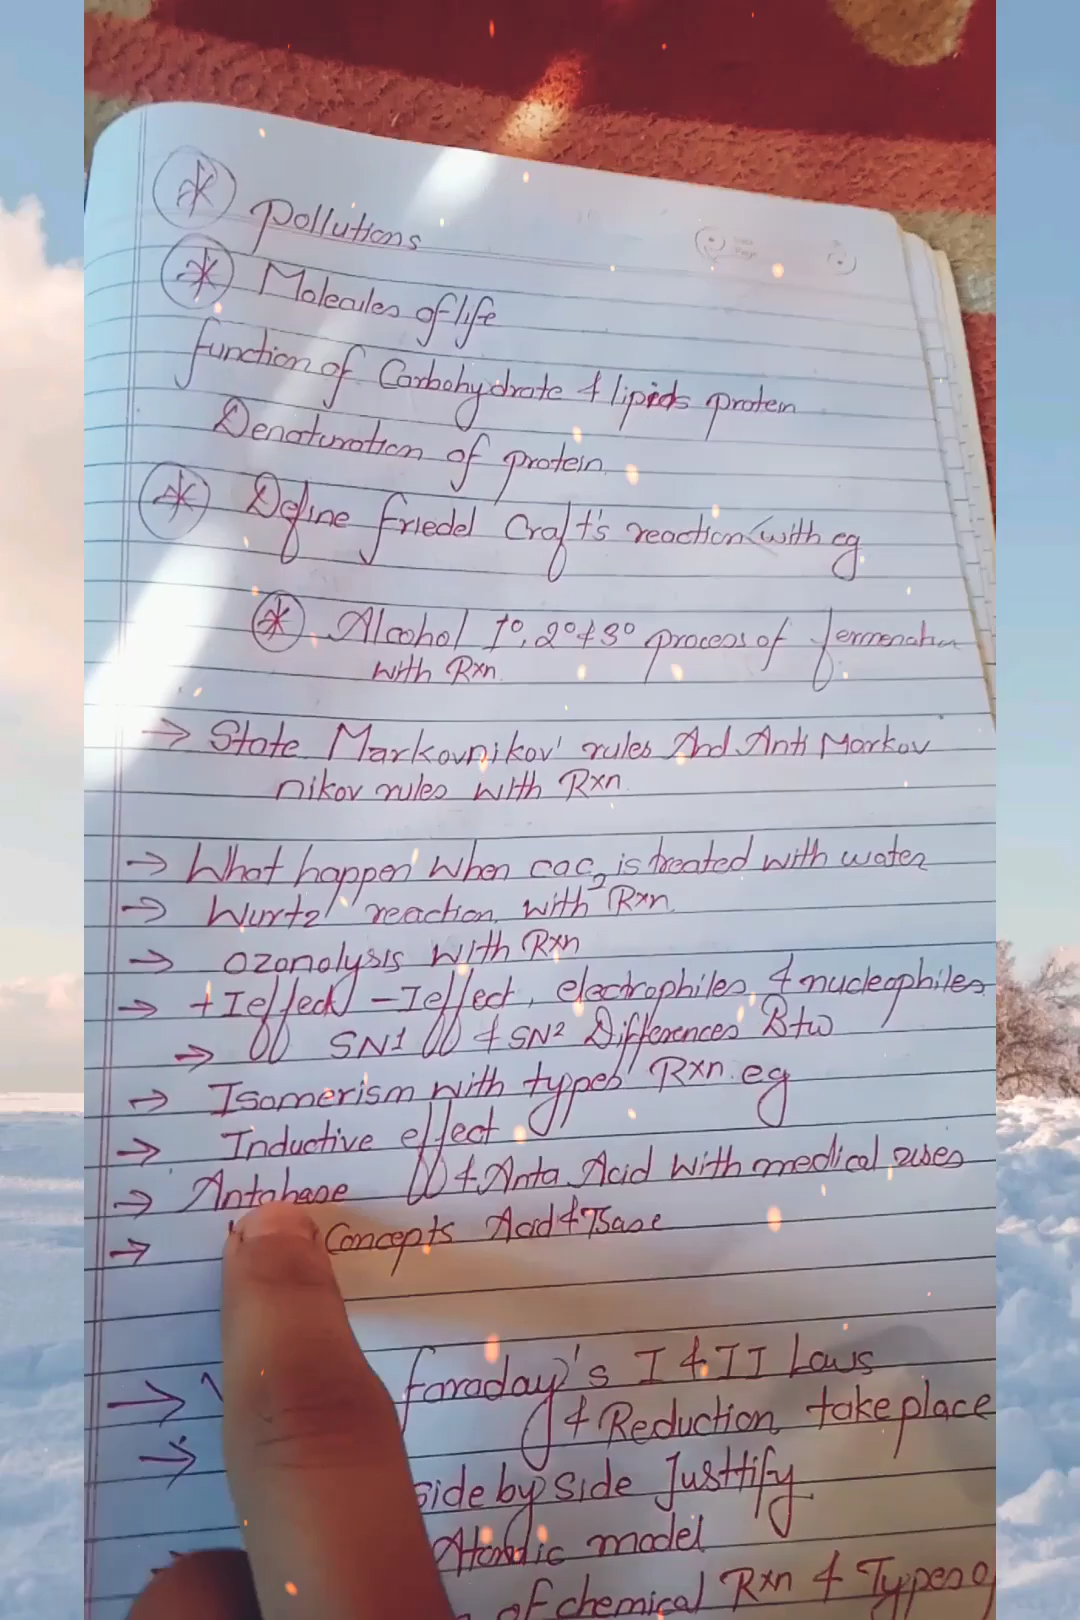 Pollutions
Molecules of life
function of Carbohydrate & lipids protein
Denaturation of protein
Define friedel Craft's reaction with eg
Alcohol 1°, 2° & 3° process of fermenation
with Rxn
→ State Markovnikov' rules And Anti Markov
nikov rules with Rxn.
→ What happen when cac2 is treated with water
→ Wurtz' reaction with Rxn.
→ Ozonolysis with Rxn
→ + I effect, - I effect, electrophiles, & nucleophiles
→ SN1 & SN2 Differences Btw
→ Isomerism with types Rxn. eg
→ Inductive effect
→ Antabase & Anta Acid with medical uses
→ Concepts Acid & Base
→ faraday's I & II Laws
→ & Reduction take place
side by side Justtify
Atomic model
of chemical Rxn & Types